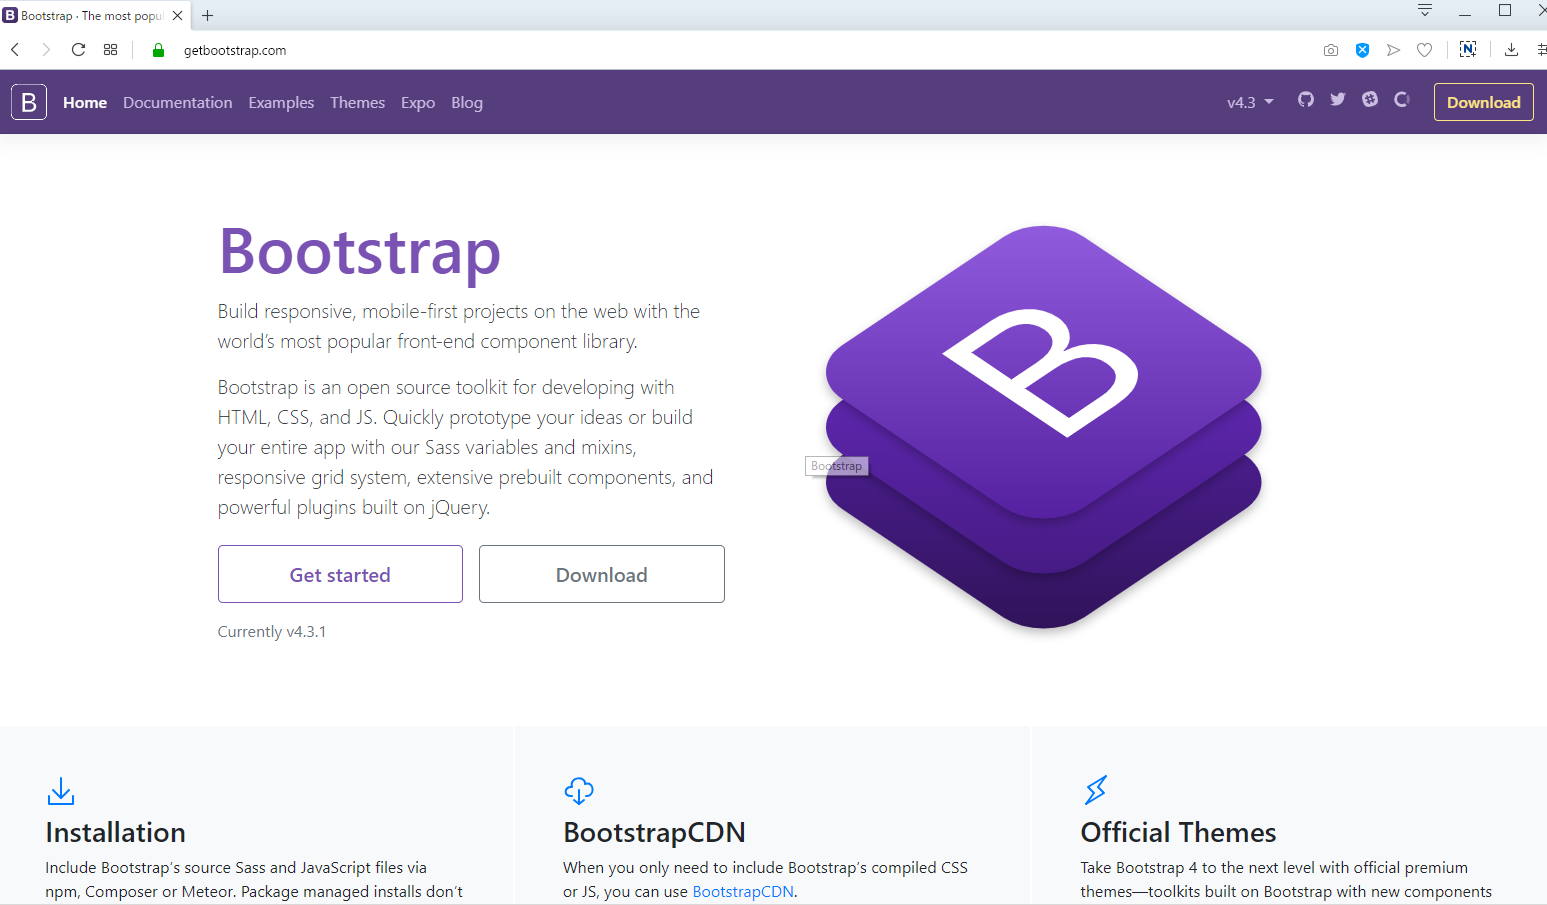 Bootstrap · The most popu
getbootstrap.com
B Home Documentation Examples Themes Expo Blog v4.3 Download
Bootstrap
Build responsive, mobile-first projects on the web with the
world’s most popular front-end component library.
Bootstrap is an open source toolkit for developing with
HTML, CSS, and JS. Quickly prototype your ideas or build
your entire app with our Sass variables and mixins,
responsive grid system, extensive prebuilt components, and
powerful plugins built on jQuery.
Get started Download
Currently v4.3.1
B
Bootstrap
Installation
Include Bootstrap’s source Sass and JavaScript files via
npm, Composer or Meteor. Package managed installs don’t
BootstrapCDN
When you only need to include Bootstrap’s compiled CSS
or JS, you can use BootstrapCDN.
Official Themes
Take Bootstrap 4 to the next level with official premium
themes—toolkits built on Bootstrap with new components